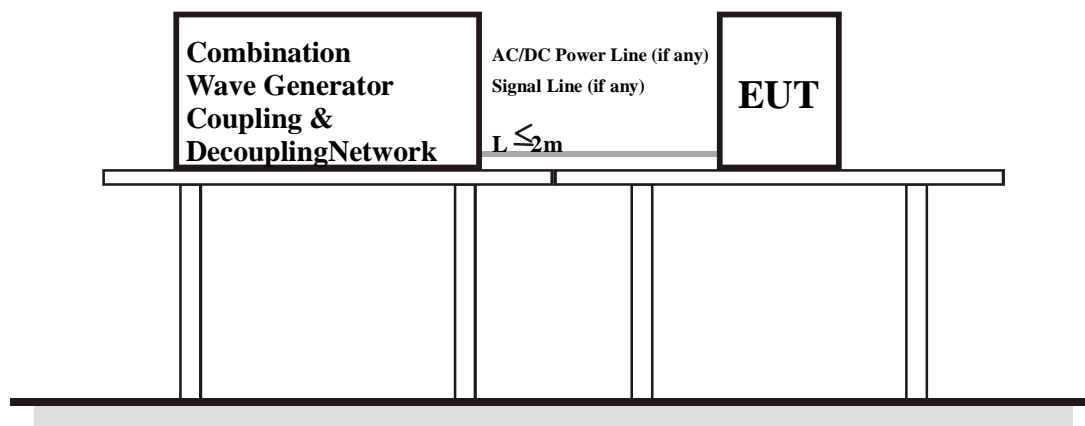 Combination
Wave Generator
Coupling &
DecouplingNetwork
AC/DC Power Line (if any)
Signal Line (if any)
L ≤2m
EUT